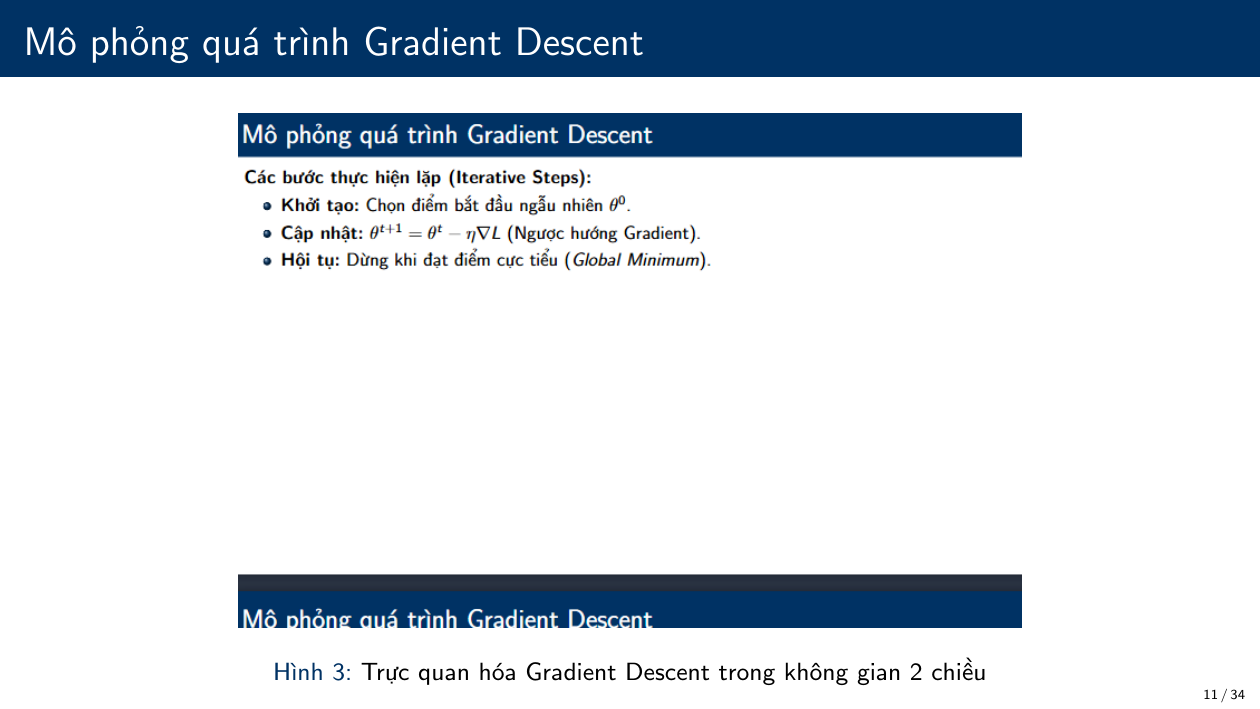 Mô phỏng quá trình Gradient Descent
Mô phỏng quá trình Gradient Descent
Các bước thực hiện lặp (Iterative Steps):
• Khởi tạo: Chọn điểm bắt đầu ngẫu nhiên θ⁰.
• Cập nhật: θᵗ⁺¹ = θᵗ − η∇L (Ngược hướng Gradient).
• Hội tụ: Dừng khi đạt điểm cực tiểu (Global Minimum).
Mô phỏng quá trình Gradient Descent
Hình 3: Trực quan hóa Gradient Descent trong không gian 2 chiều
11 / 34